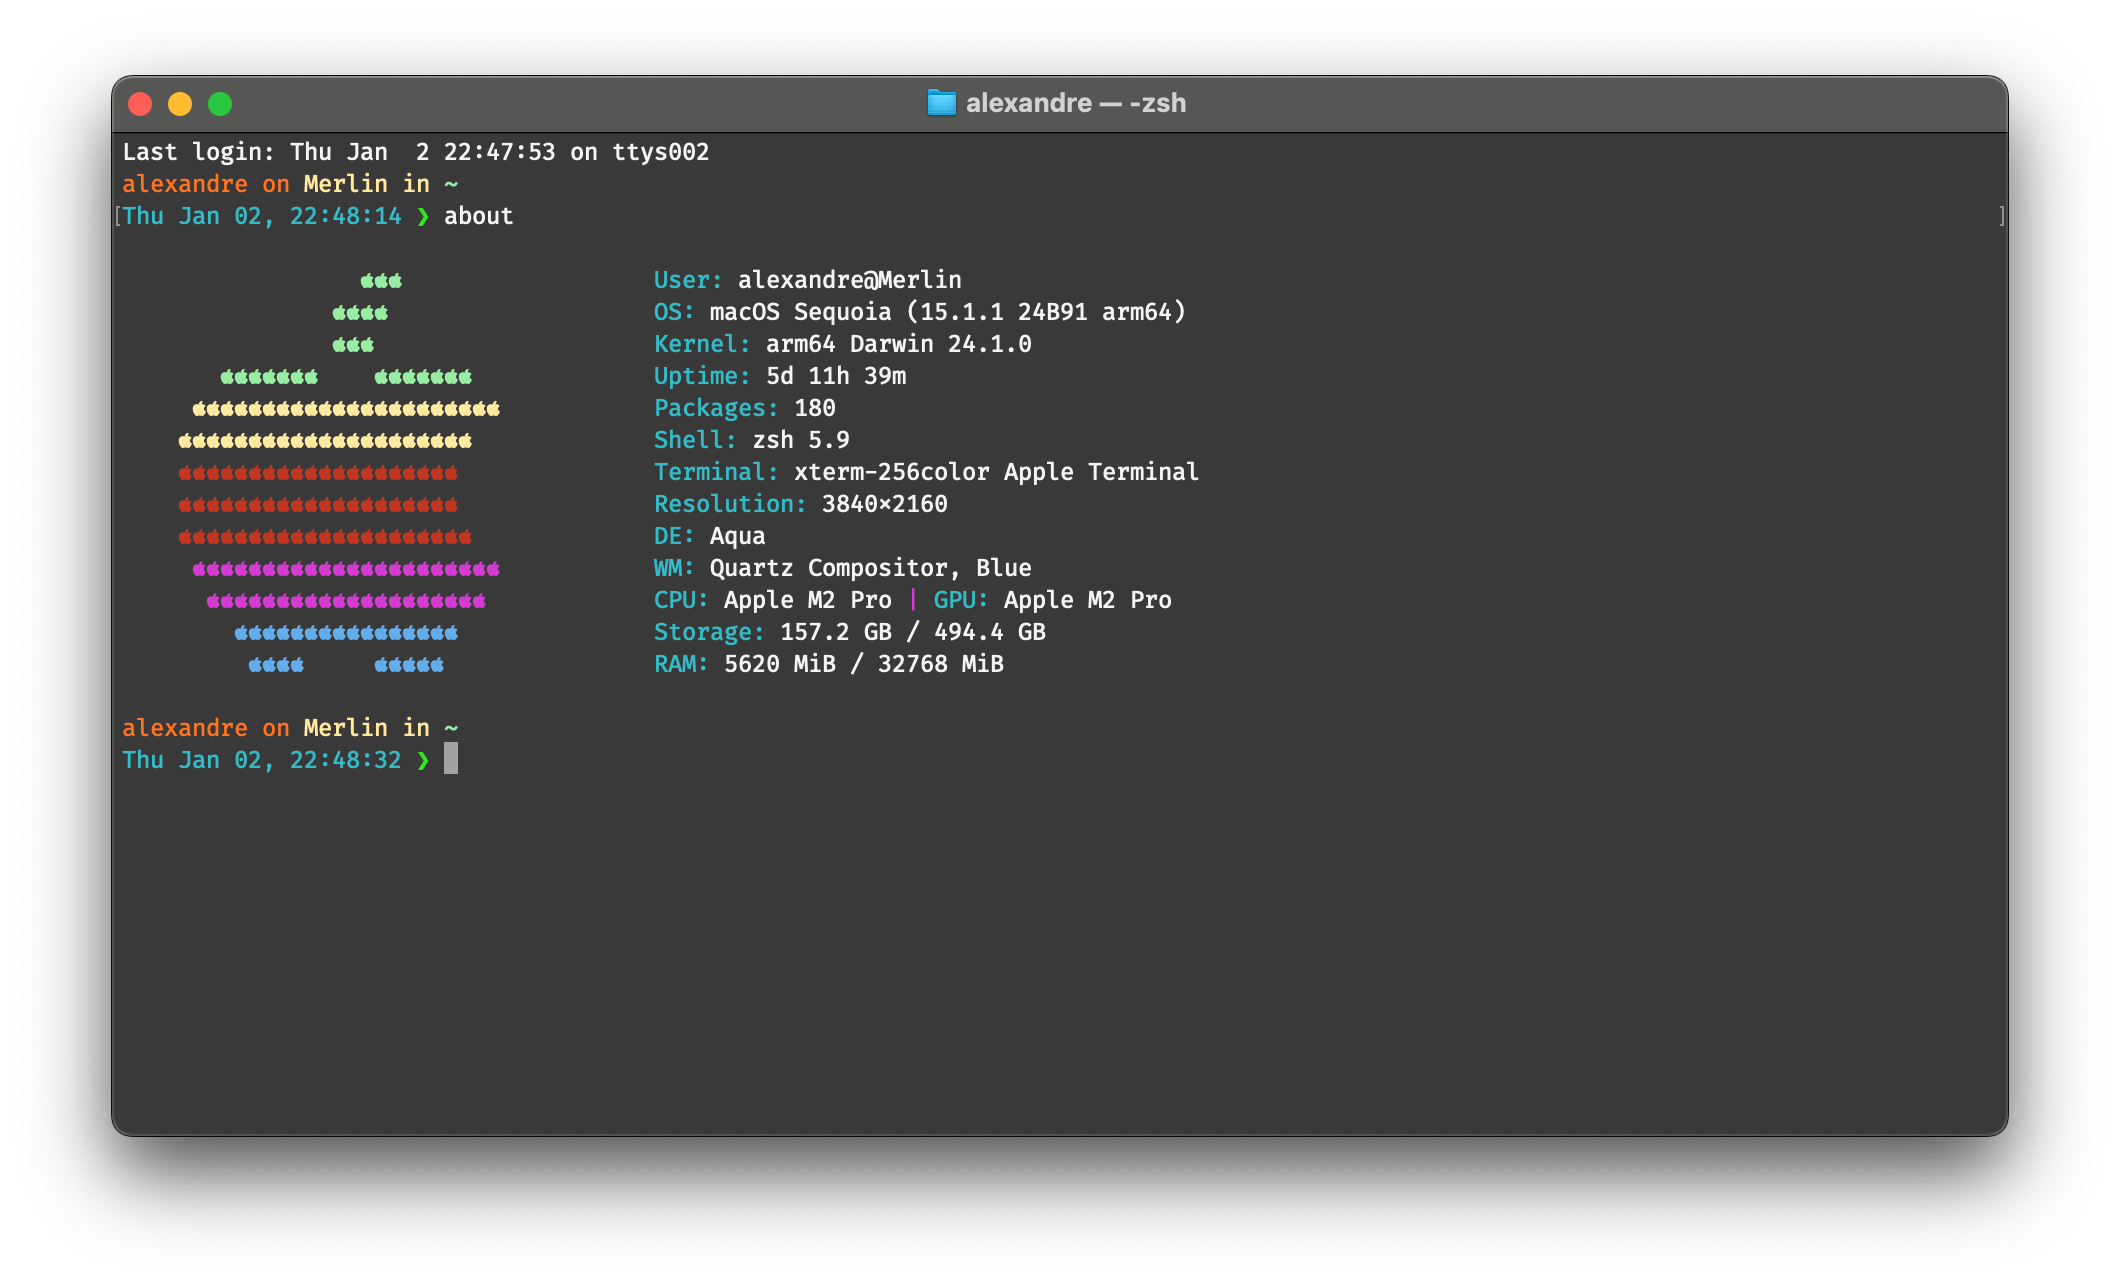 alexandre — -zsh
Last login: Thu Jan  2 22:47:53 on ttys002
alexandre on Merlin in ~
[Thu Jan 02, 22:48:14 ❯ about ]
User: alexandre@Merlin
OS: macOS Sequoia (15.1.1 24B91 arm64)
Kernel: arm64 Darwin 24.1.0
Uptime: 5d 11h 39m
Packages: 180
Shell: zsh 5.9
Terminal: xterm-256color Apple Terminal
Resolution: 3840×2160
DE: Aqua
WM: Quartz Compositor, Blue
CPU: Apple M2 Pro | GPU: Apple M2 Pro
Storage: 157.2 GB / 494.4 GB
RAM: 5620 MiB / 32768 MiB
alexandre on Merlin in ~
Thu Jan 02, 22:48:32 ❯